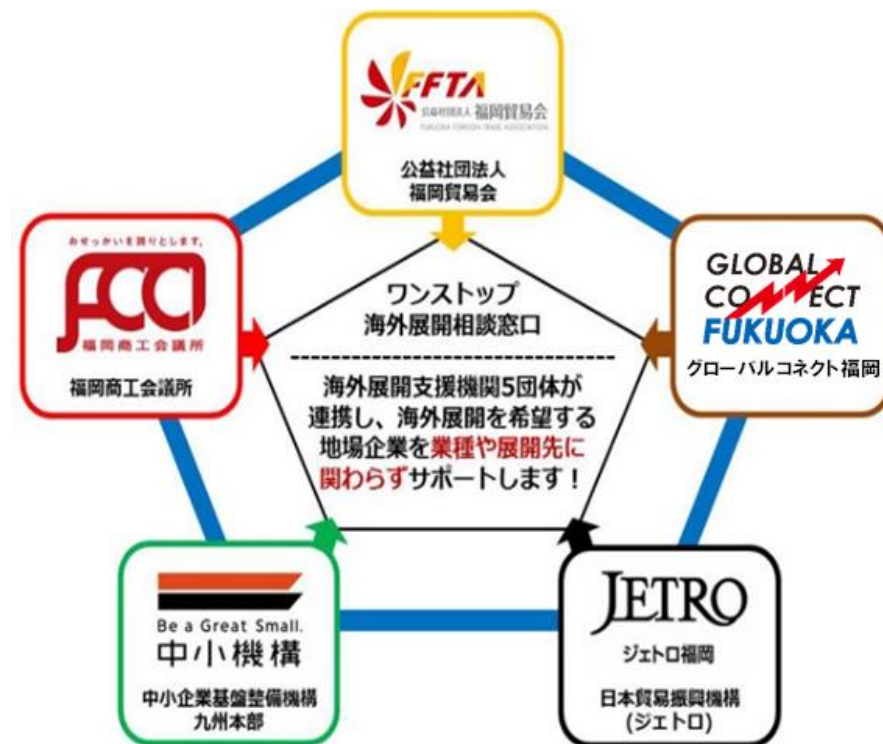 FFTA
公益社団法人 福岡貿易会
FUKUOKA FOREIGN TRADE ASSOCIATION
公益社団法人
福岡貿易会
おせっかいを誇りとします。
fcci
福岡商工会議所
福岡商工会議所
GLOBAL
CONNECT
FUKUOKA
グローバルコネクト福岡
ワンストップ
海外展開相談窓口
海外展開支援機関5団体が
連携し、海外展開を希望する
地場企業を業種や展開先に
関わらずサポートします！
Be a Great Small.
中小機構
中小企業基盤整備機構
九州本部
JETRO
ジェトロ福岡
日本貿易振興機構
(ジェトロ)